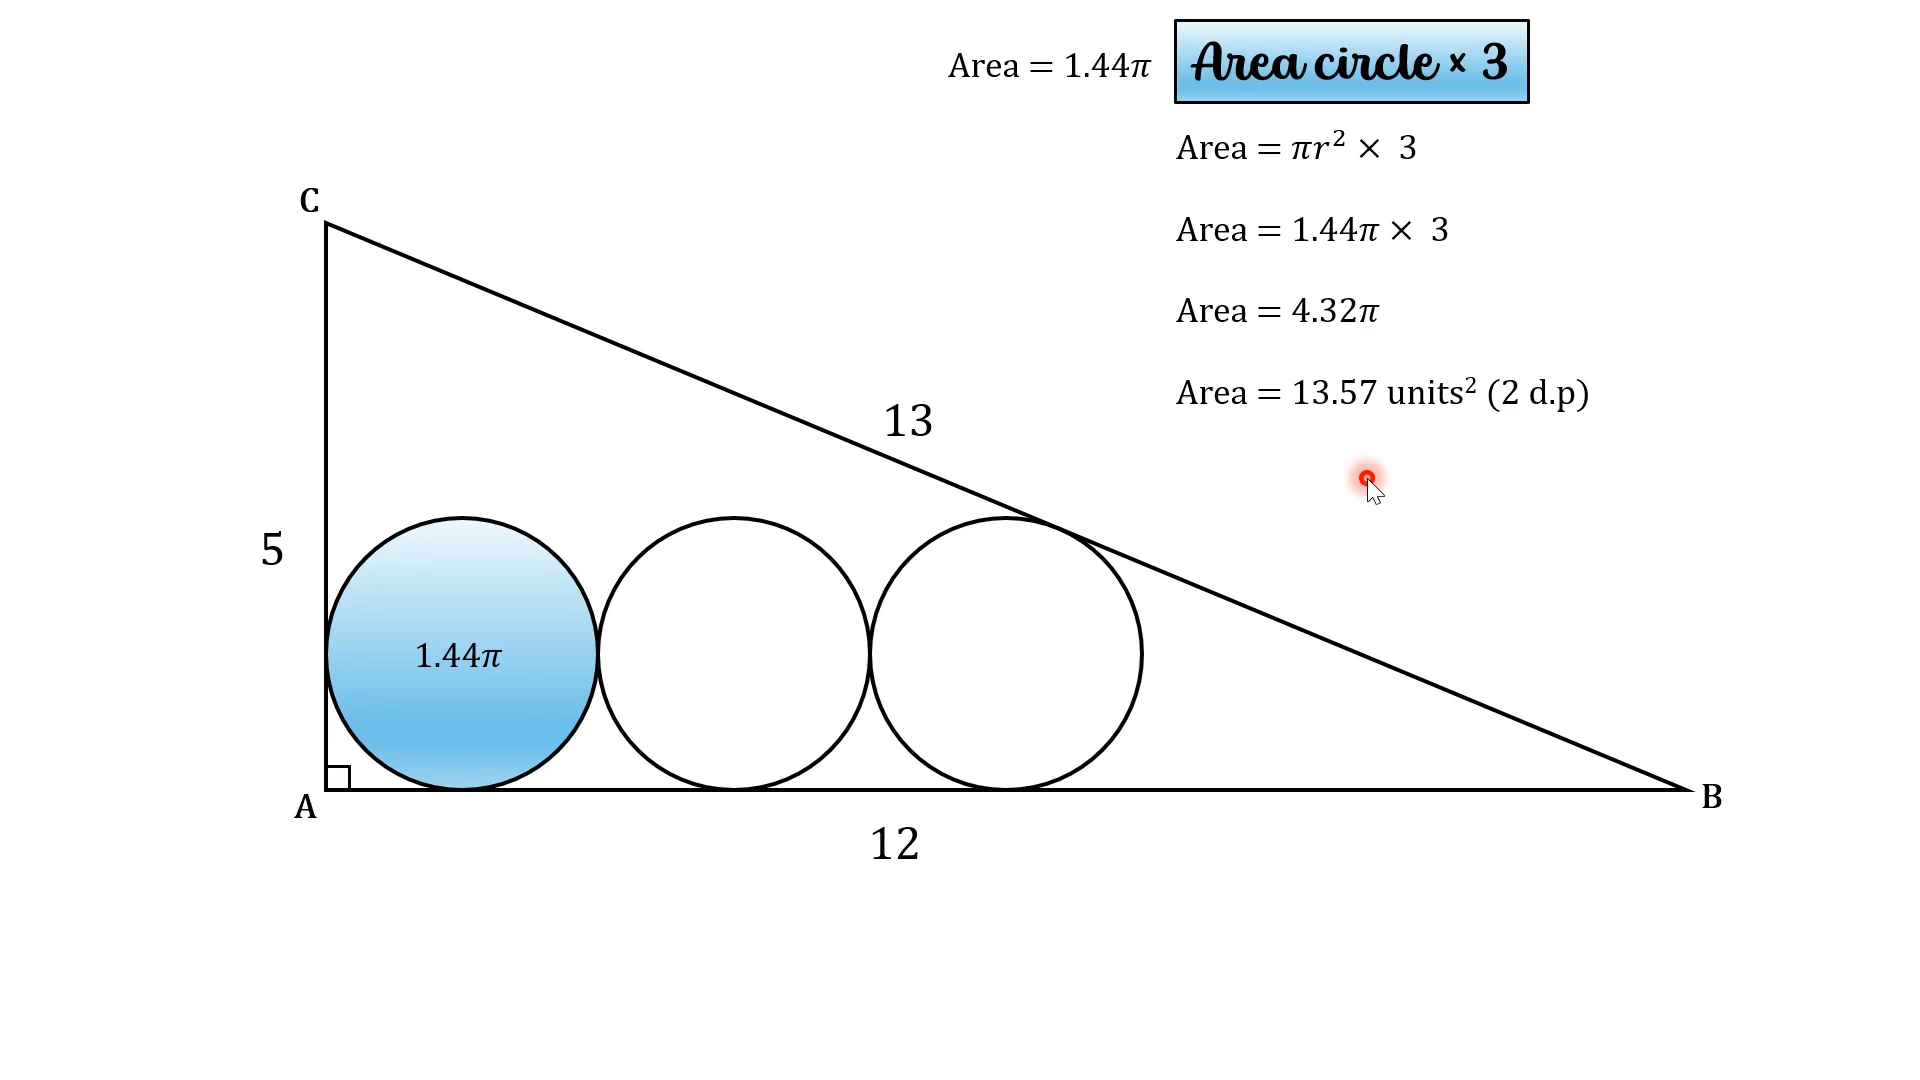 Area = 1.44π
Area circle × 3
Area = πr² × 3
Area = 1.44π × 3
Area = 4.32π
Area = 13.57 units² (2 d.p)
C
13
5
1.44π
A
B
12